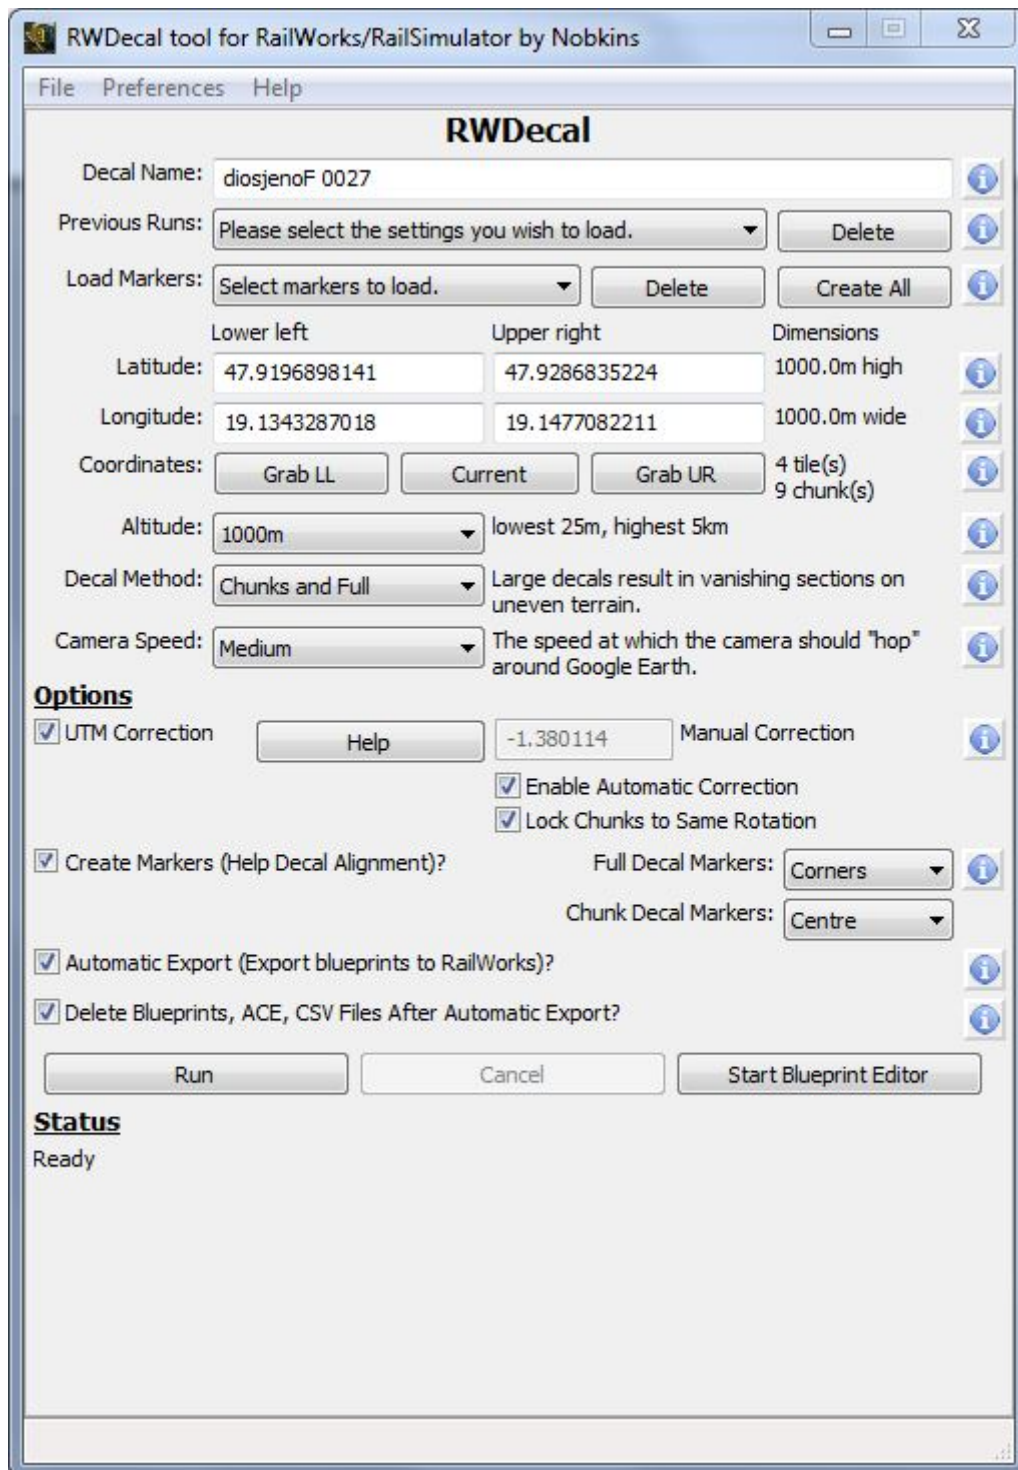 RWDecal tool for RailWorks/RailSimulator by Nobkins
File Preferences Help
RWDecal
Decal Name: diosjenoF 0027
Previous Runs: Please select the settings you wish to load. Delete
Load Markers: Select markers to load. Delete Create All
Lower left Upper right Dimensions
Latitude: 47.9196898141 47.9286835224 1000.0m high
Longitude: 19.1343287018 19.1477082211 1000.0m wide
Coordinates: Grab LL Current Grab UR 4 tile(s)
9 chunk(s)
Altitude: 1000m lowest 25m, highest 5km
Decal Method: Chunks and Full Large decals result in vanishing sections on
uneven terrain.
Camera Speed: Medium The speed at which the camera should "hop"
around Google Earth.
Options
UTM Correction Help -1.380114 Manual Correction
Enable Automatic Correction
Lock Chunks to Same Rotation
Create Markers (Help Decal Alignment)? Full Decal Markers: Corners
Chunk Decal Markers: Centre
Automatic Export (Export blueprints to RailWorks)?
Delete Blueprints, ACE, CSV Files After Automatic Export?
Run Cancel Start Blueprint Editor
Status
Ready